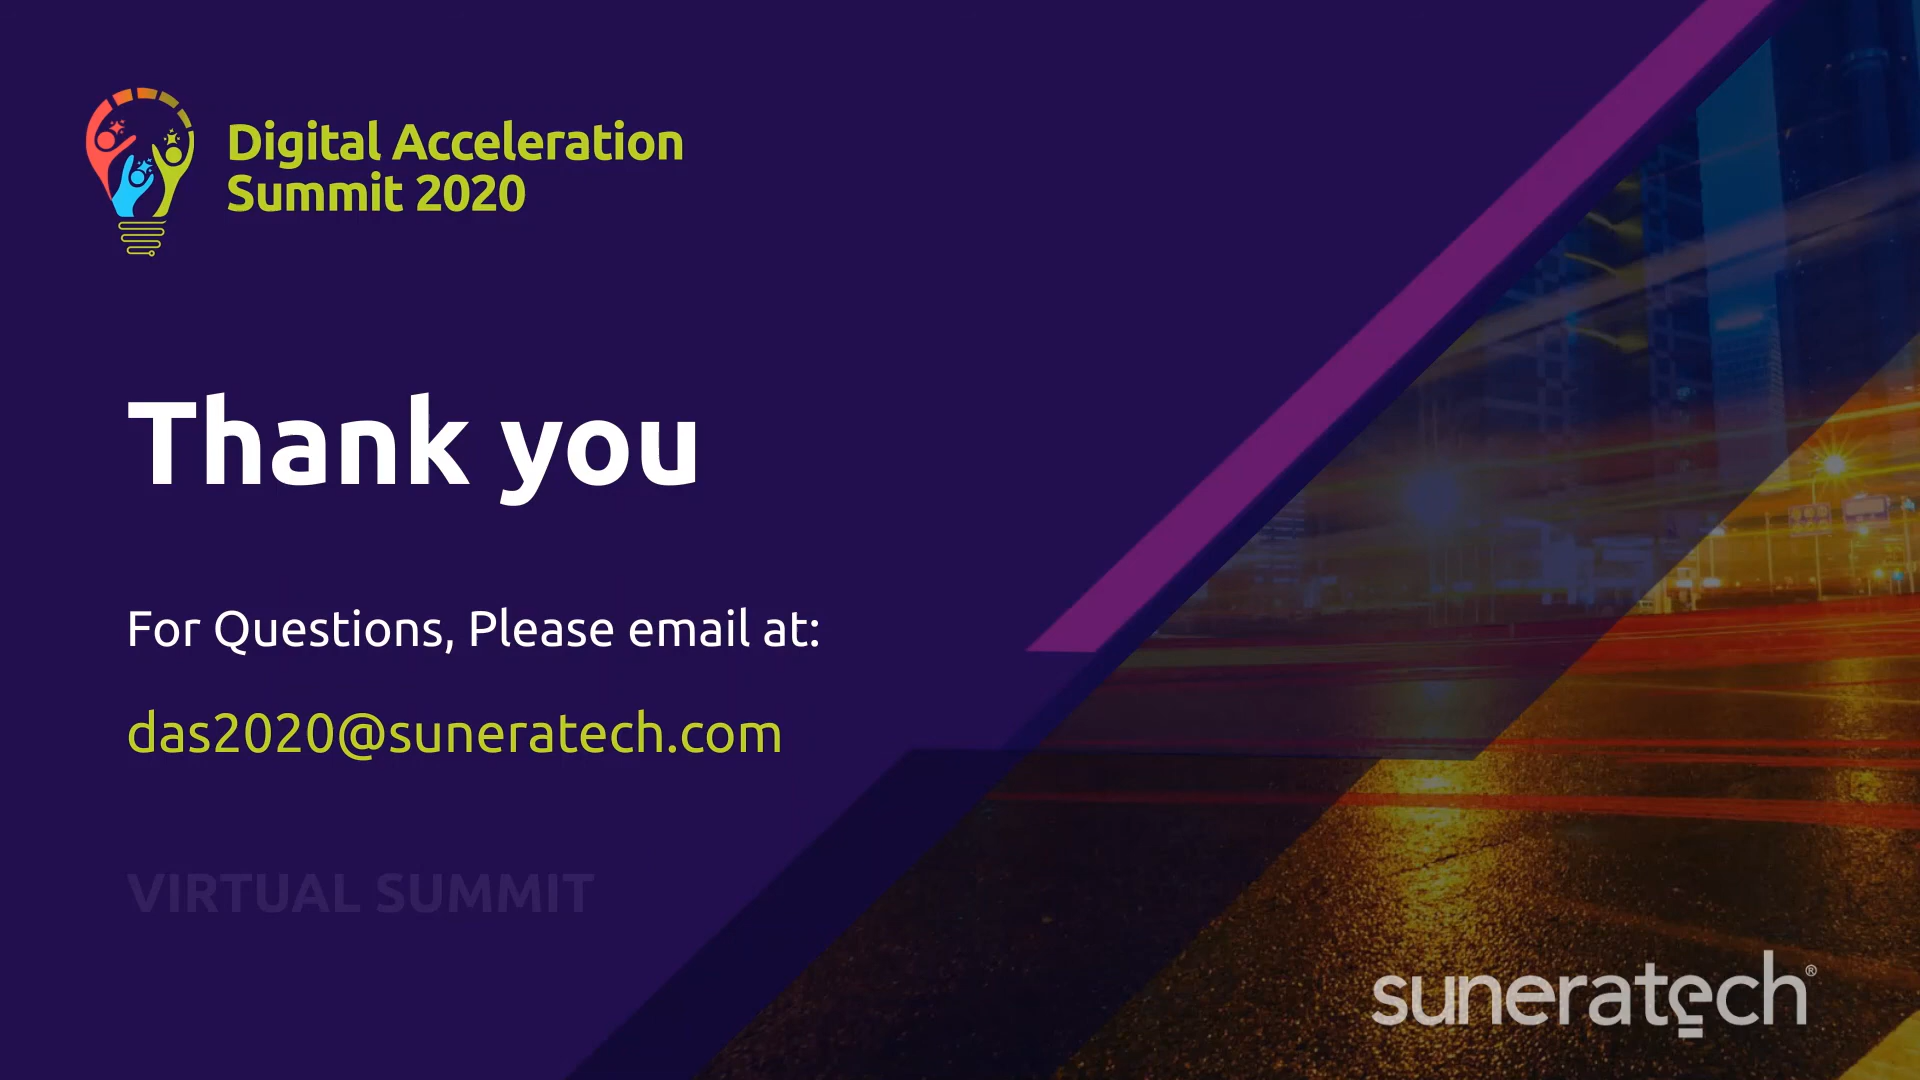 Digital Acceleration
Summit 2020
Thank you
For Questions, Please email at:
das2020@suneratech.com
VIRTUAL SUMMIT
suneratech®